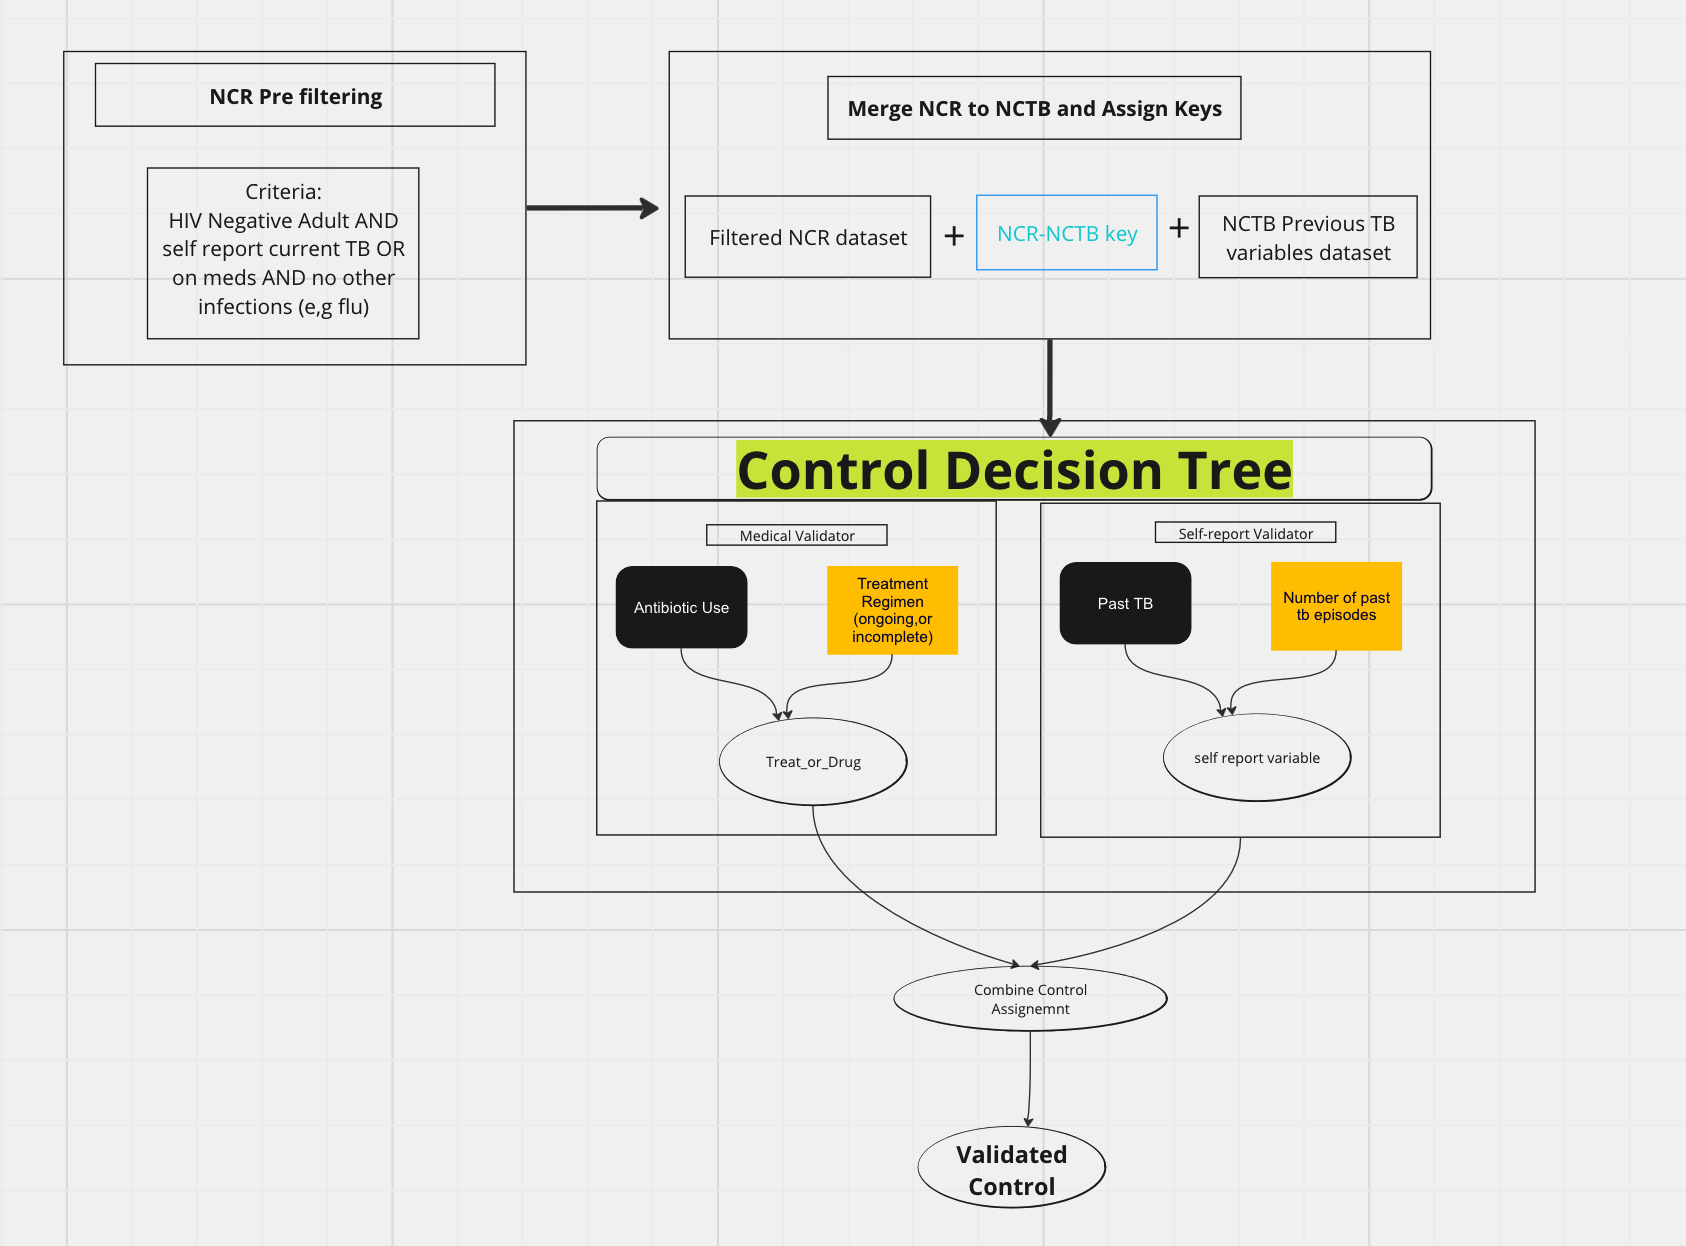 NCR Pre filtering
Criteria:
HIV Negative Adult AND
self report current TB OR
on meds AND no other
infections (e,g flu)
Merge NCR to NCTB and Assign Keys
Filtered NCR dataset
+
NCR-NCTB key
+
NCTB Previous TB
variables dataset
Control Decision Tree
Medical Validator
Antibiotic Use
Treatment
Regimen
(ongoing,or
incomplete)
Treat_or_Drug
Self-report Validator
Past TB
Number of past
tb episodes
self report variable
Combine Control
Assignemnt
Validated
Control